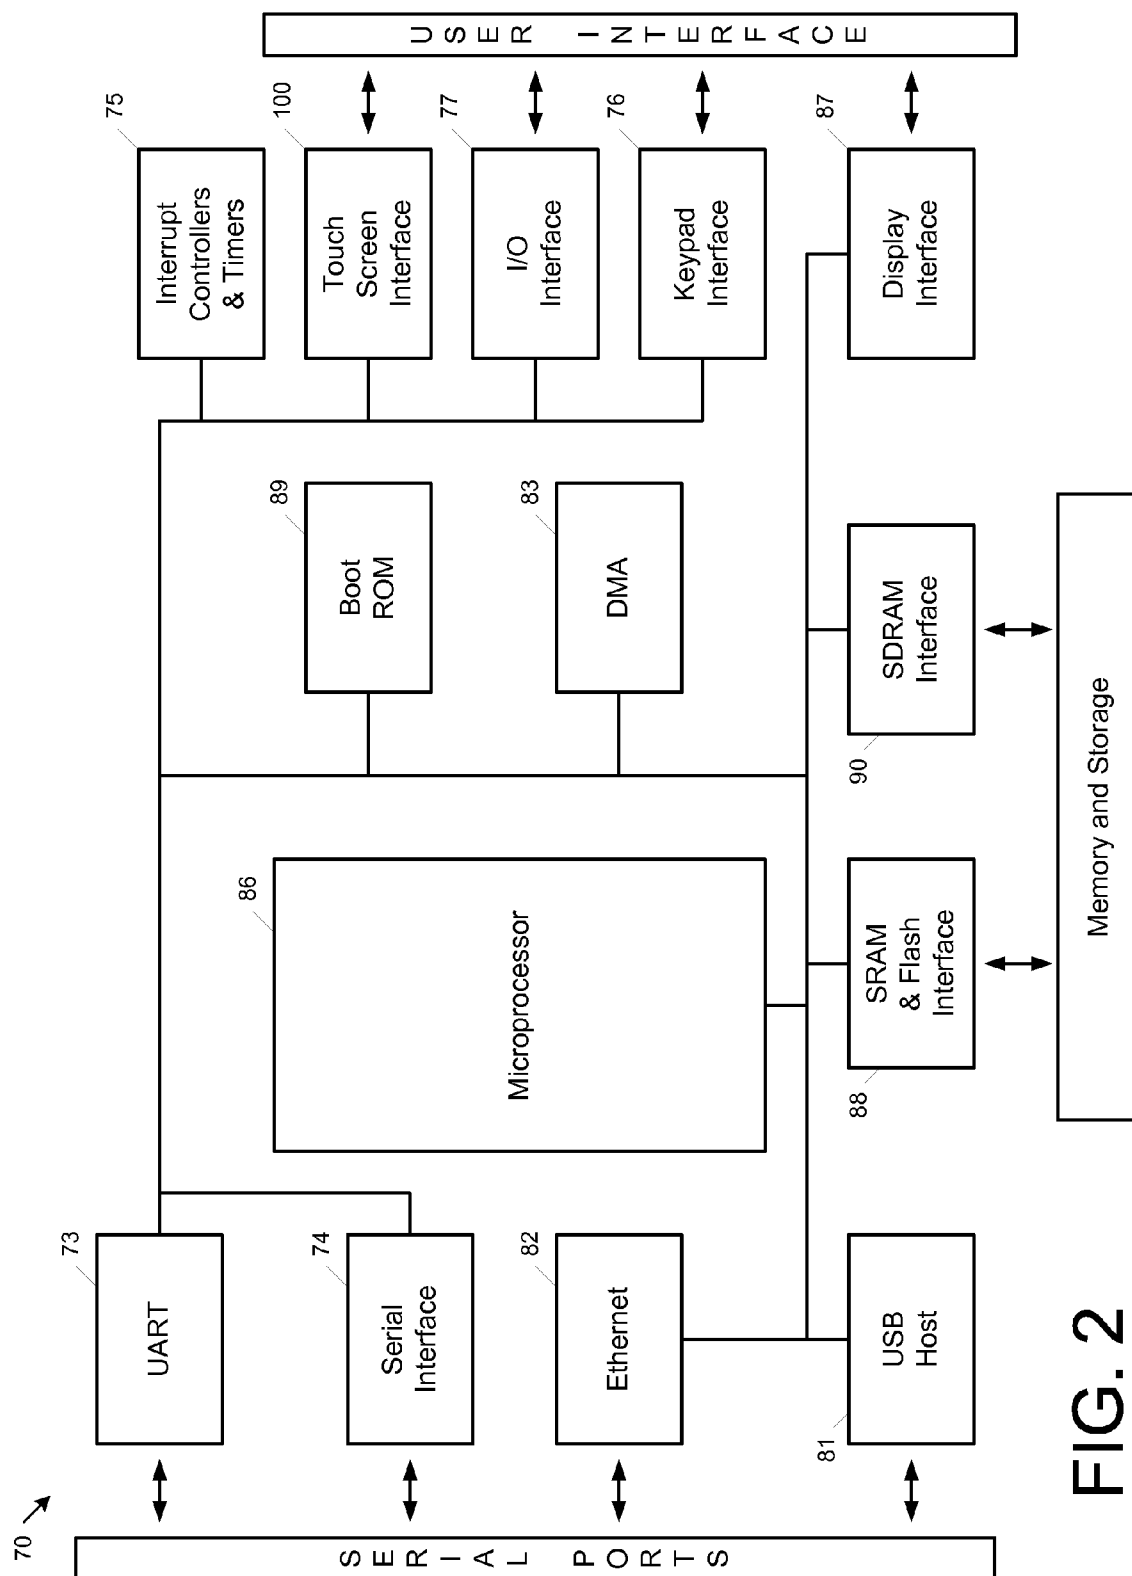 70
SERIAL PORTS
73
UART
74
Serial
Interface
82
Ethernet
81
USB
Host
86
Microprocessor
89
Boot
ROM
83
DMA
75
Interrupt
Controllers
& Timers
100
Touch
Screen
Interface
77
I/O
Interface
76
Keypad
Interface
87
Display
Interface
USER INTERFACE
88
SRAM
& Flash
Interface
90
SDRAM
Interface
Memory and Storage
FIG. 2